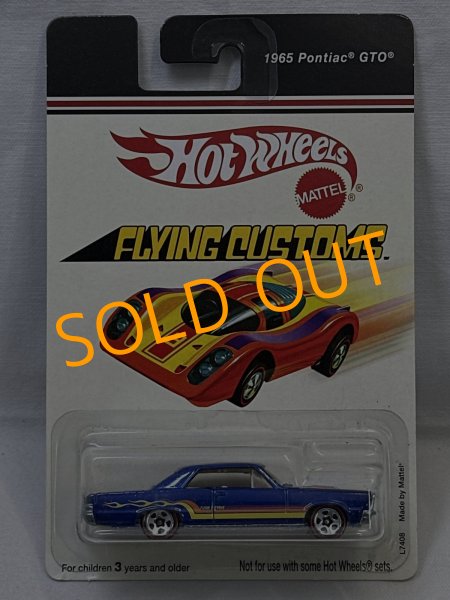 1965 Pontiac® GTO®
Hot Wheels®
MATTEL®
FLYING CUSTOMS™
SOLD OUT
L7408 Made by Mattel®
For children 3 years and older
Not for use with some Hot Wheels® sets.